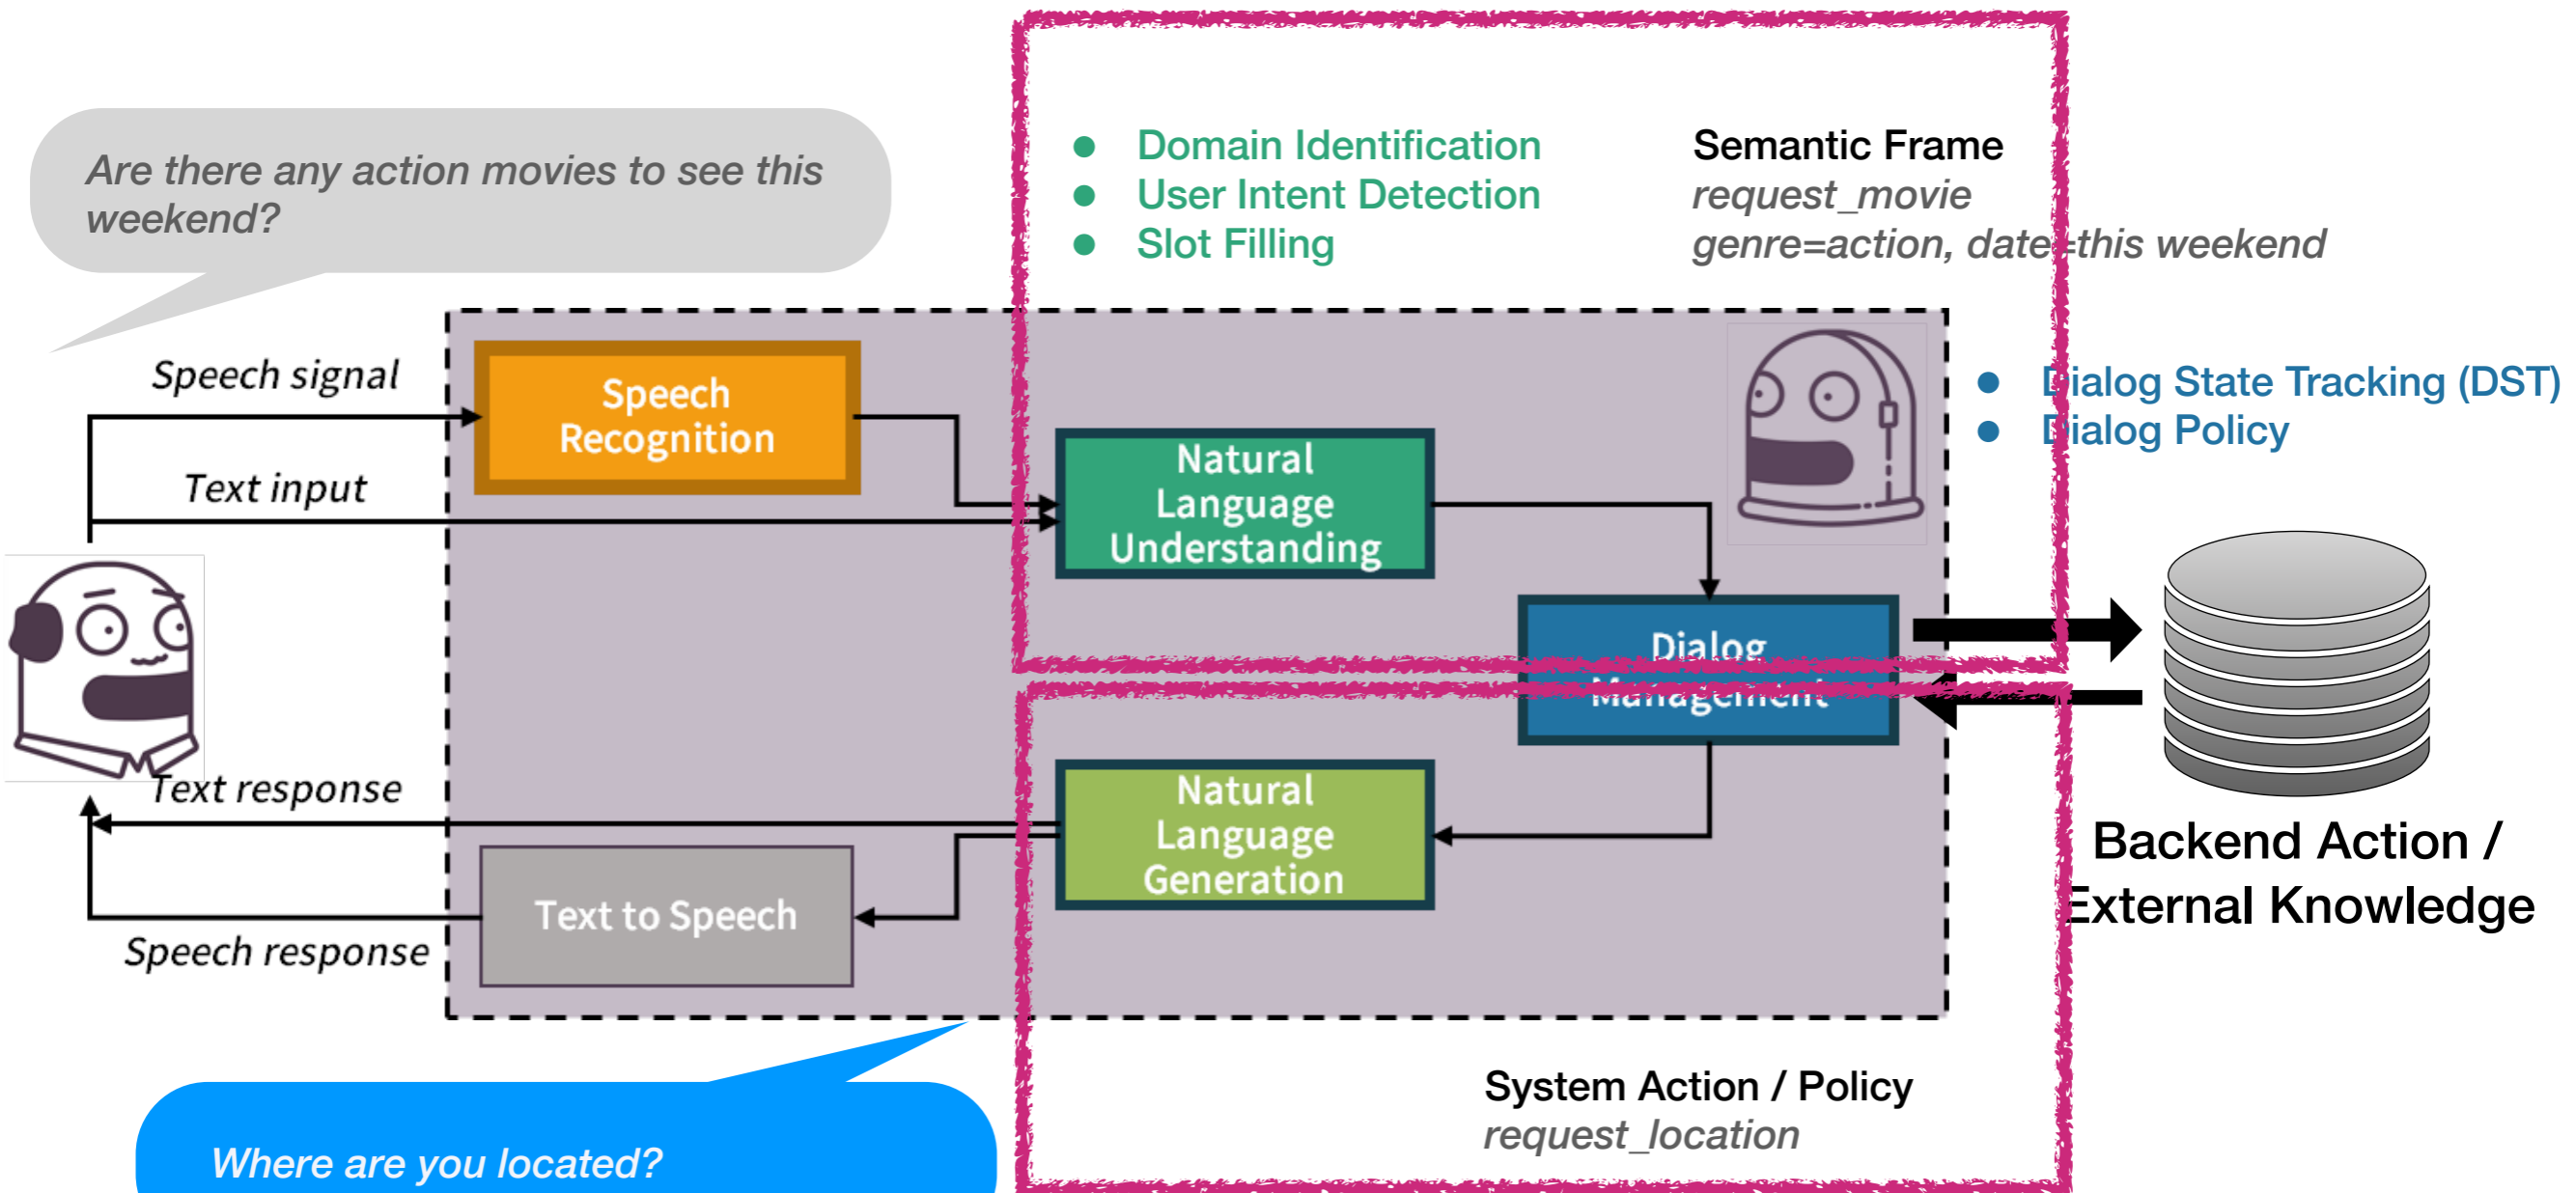 Are there any action movies to see this
weekend?
● Domain Identification
● User Intent Detection
● Slot Filling
Semantic Frame
request_movie
genre=action, date=this weekend
Speech signal
Speech
Recognition
Text input
Natural
Language
Understanding
● Dialog State Tracking (DST)
● Dialog Policy
Dialog
Management
Text response
Natural
Language
Generation
Text to Speech
Speech response
Backend Action /
External Knowledge
System Action / Policy
request_location
Where are you located?